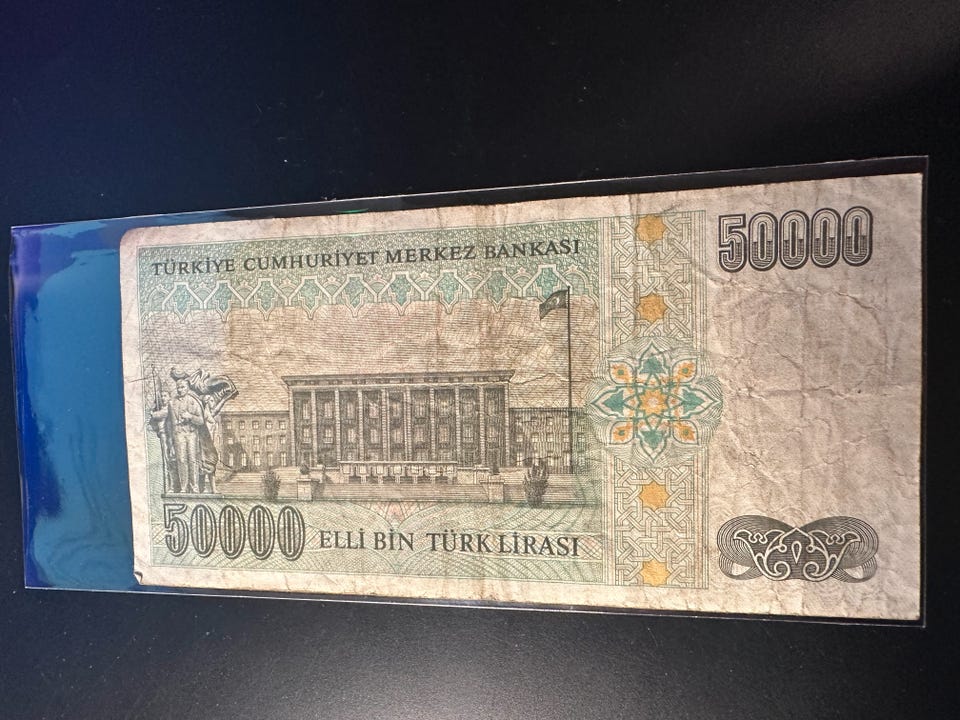 TÜRKİYE CUMHURİYET MERKEZ BANKASI
50000
50000
ELLİ BİN TÜRK LİRASI